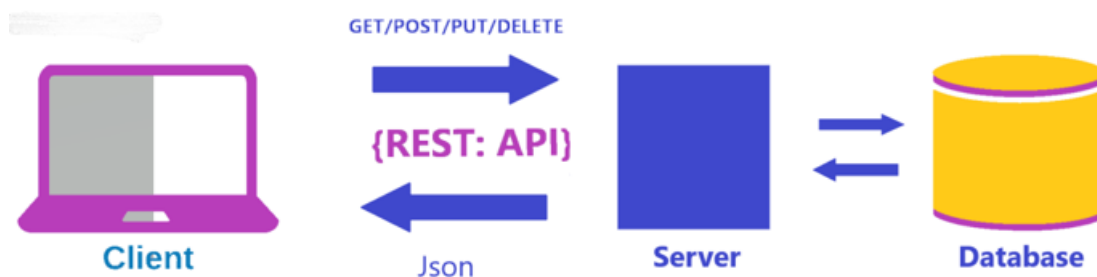 GET/POST/PUT/DELETE
{REST: API}
Json
Client
Server
Database